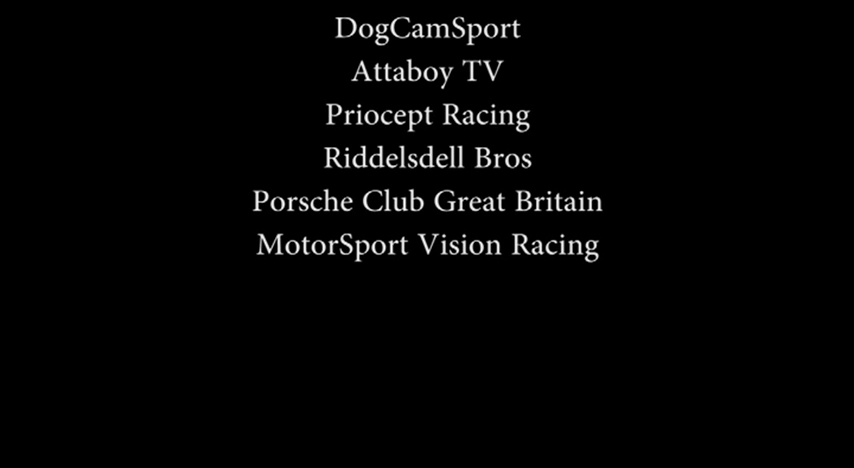 DogCamSport
Attaboy TV
Priocept Racing
Riddelsdell Bros
Porsche Club Great Britain
MotorSport Vision Racing